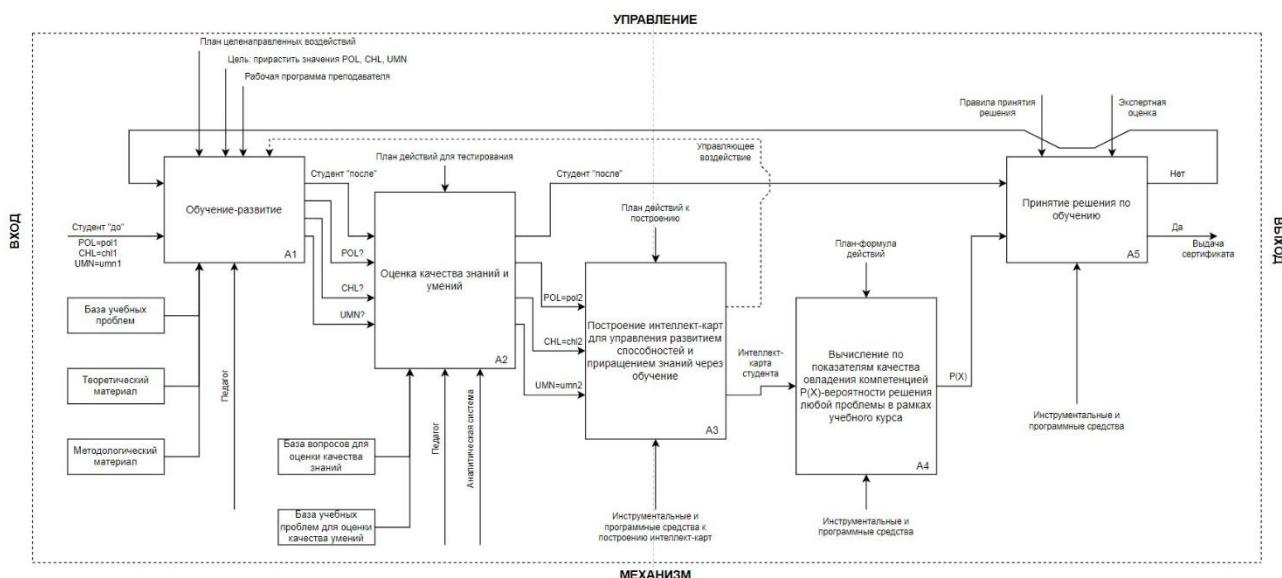 УПРАВЛЕНИЕ
План целенаправленных воздействий
Цель: прирастить значения POL, CHL, UMN
Рабочая программа преподавателя
Правила принятия
решения
Экспертная
оценка
Управляющее
воздействие
План действий для тестирования
Студент "после"
Обучение-развитие
A1
ВХОД
Студент "до"
POL=pol1
CHL=chl1
UMN=umn1
База учебных
проблем
Теоретический
материал
Методологический
материал
Педагог
POL?
CHL?
UMN?
Оценка качества знаний и
умений
A2
Студент "после"
База вопросов для
оценки качества
знаний
База учебных
проблем для оценки
качества умений
Педагог
Аналитическая система
План действий к
построению
POL=pol2
CHL=chl2
UMN=umn2
Построение интеллект-карт
для управления развитием
способностей и
приращением знаний через
обучение
A3
Инструментальные и
программные средства к
построению интеллект-карт
Интеллект-
карта
студента
План-формула
действий
Вычисление по
показателям качества
овладения компетенцией
P(X)-вероятности решения
любой проблемы в рамках
учебного курса
A4
Инструментальные и
программные средства
P(X)
Принятие решения по
обучению
A5
Нет
Да
Выдача
сертификата
Инструментальные и
программные средства
ВЫХОД
МЕХАНИЗМ